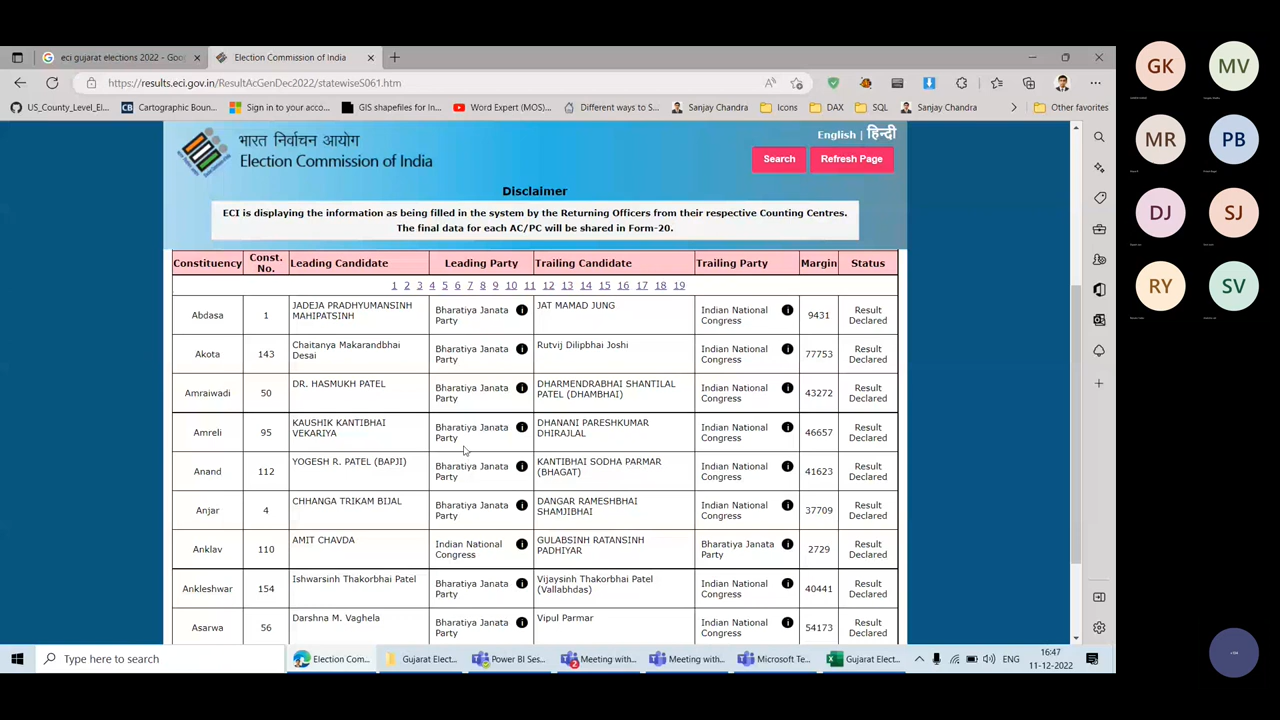 eci gujarat elections 2022 - Goo
Election Commission of India
https://results.eci.gov.in/ResultAcGenDec2022/statewiseS061.htm
US_County_Level_El...
Cartographic Boun...
Sign in to your acco...
GIS shapefiles for In...
Word Expert (MOS)...
Different ways to S...
Sanjay Chandra
Icons
DAX
SQL
Sanjay Chandra
Other favorites
भारत निर्वाचन आयोग
Election Commission of India
English | हिन्दी
Search
Refresh Page
Disclaimer
ECI is displaying the information as being filled in the system by the Returning Officers from their respective Counting Centres.
The final data for each AC/PC will be shared in Form-20.
Constituency Const. No. Leading Candidate Leading Party Trailing Candidate Trailing Party Margin Status
1 2 3 4 5 6 7 8 9 10 11 12 13 14 15 16 17 18 19
Abdasa 1 JADEJA PRADHYUMANSINH MAHIPATSINH Bharatiya Janata Party i JAT MAMAD JUNG Indian National Congress i 9431 Result Declared
Akota 143 Chaitanya Makarandbhai Desai Bharatiya Janata Party i Rutvij Dilipbhai Joshi Indian National Congress i 77753 Result Declared
Amraiwadi 50 DR. HASMUKH PATEL Bharatiya Janata Party i DHARMENDRABHAI SHANTILAL PATEL (DHAMBHAI) Indian National Congress i 43272 Result Declared
Amreli 95 KAUSHIK KANTIBHAI VEKARIYA Bharatiya Janata Party i DHANANI PARESHKUMAR DHIRAJLAL Indian National Congress i 46657 Result Declared
Anand 112 YOGESH R. PATEL (BAPJI) Bharatiya Janata Party i KANTIBHAI SODHA PARMAR (BHAGAT) Indian National Congress i 41623 Result Declared
Anjar 4 CHHANGA TRIKAM BIJAL Bharatiya Janata Party i DANGAR RAMESHBHAI SHAMJIBHAI Indian National Congress i 37709 Result Declared
Anklav 110 AMIT CHAVDA Indian National Congress i GULABSINH RATANSINH PADHIYAR Bharatiya Janata Party i 2729 Result Declared
Ankleshwar 154 Ishwarsinh Thakorbhai Patel Bharatiya Janata Party i Vijaysinh Thakorbhai Patel (Vallabhdas) Indian National Congress i 40441 Result Declared
Asarwa 56 Darshna M. Vaghela Bharatiya Janata Party i Vipul Parmar Indian National Congress i 54173 Result Declared
Type here to search
Election Com...
Gujarat Elect...
Power BI Ses...
Meeting with...
Meeting with...
Microsoft Te...
Gujarat Elect...
ENG
16:47
11-12-2022
GK
MV
MR
PB
DJ
SJ
RY
SV